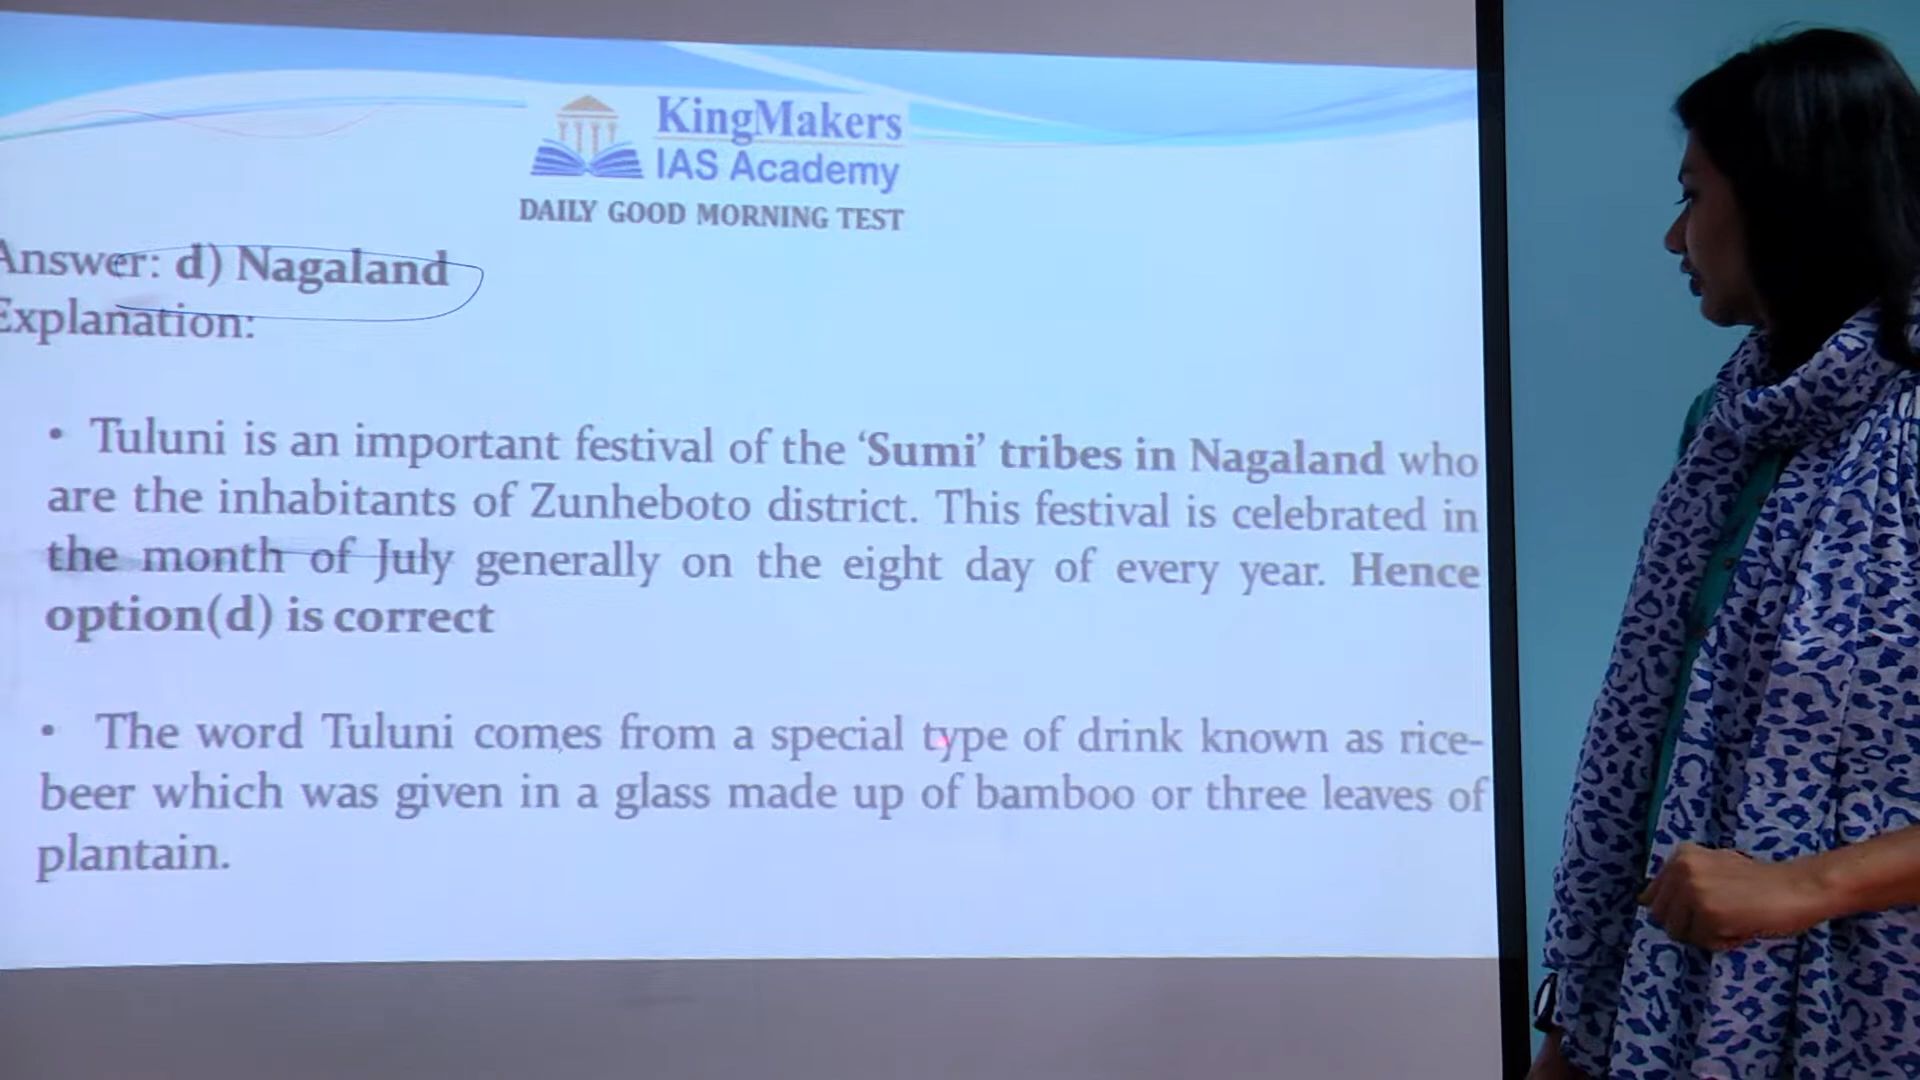 KingMakers
IAS Academy
DAILY GOOD MORNING TEST
Answer: d) Nagaland
Explanation:
• Tuluni is an important festival of the ‘Sumi’ tribes in Nagaland who
are the inhabitants of Zunheboto district. This festival is celebrated in
the month of July generally on the eight day of every year. Hence
option(d) is correct
• The word Tuluni comes from a special type of drink known as rice-
beer which was given in a glass made up of bamboo or three leaves of
plantain.